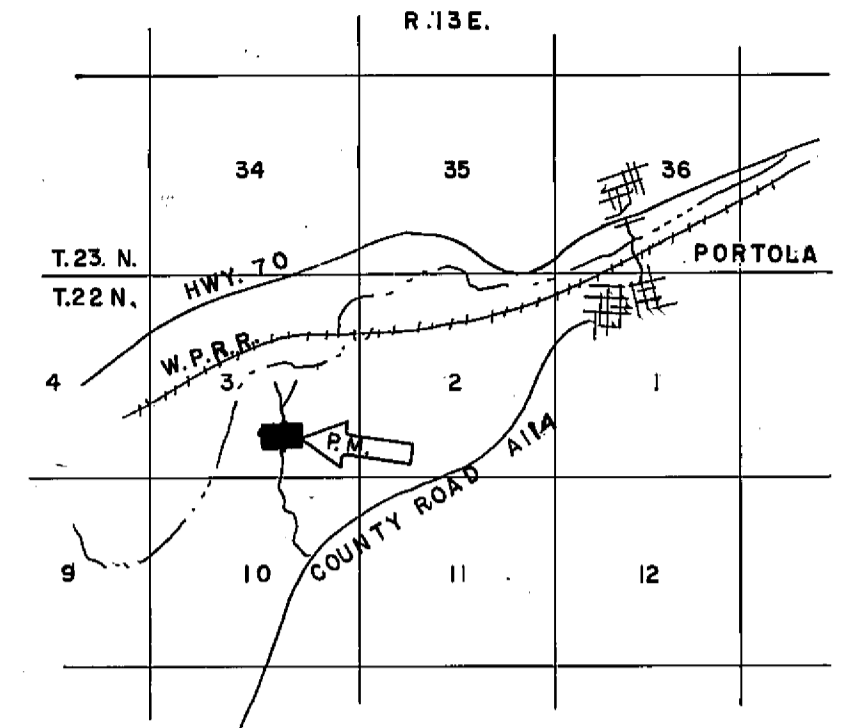 R.13E.
34
35
36
T.23. N.
HWY. 70
PORTOLA
T.22 N.
W.P.R.R.
4
3
2
1
P.M.
COUNTY ROAD A11A
9
10
11
12